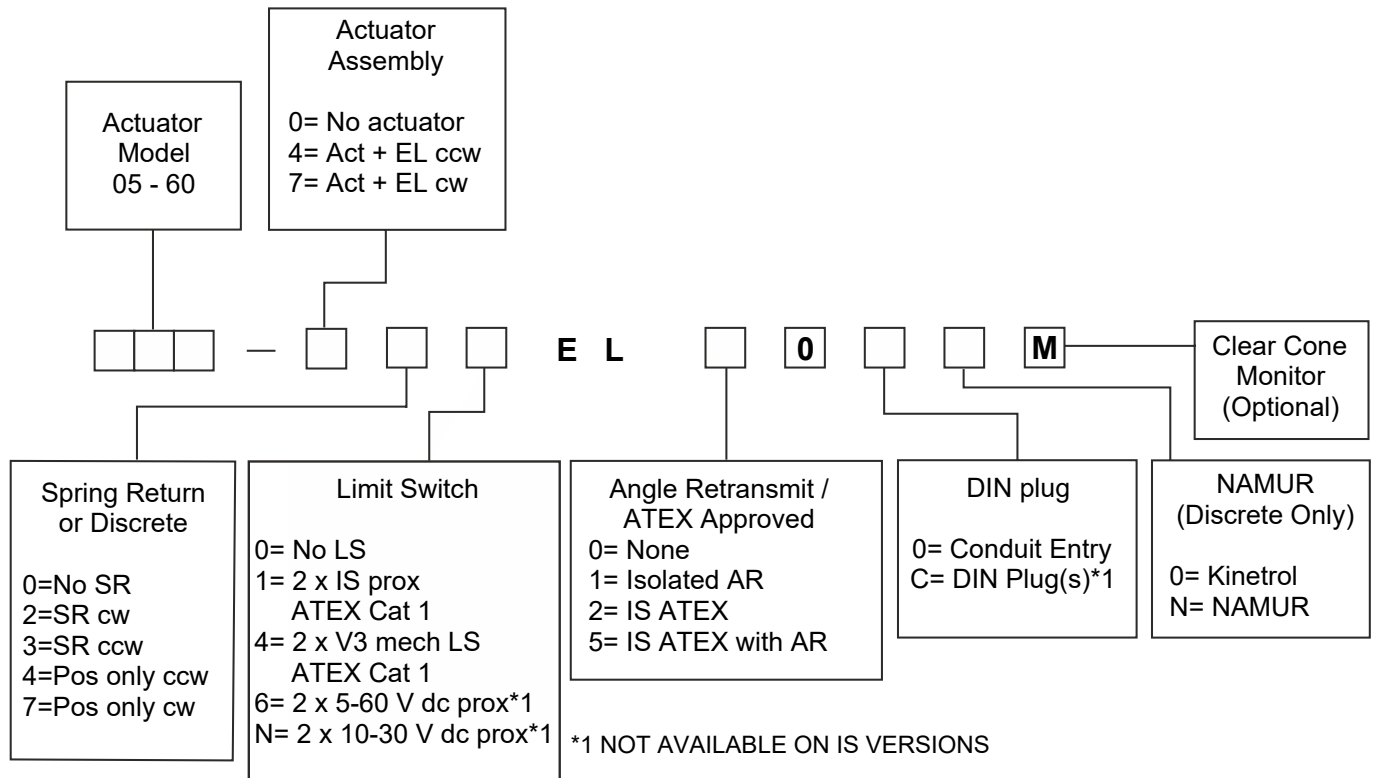 Actuator
Assembly
0= No actuator
4= Act + EL ccw
7= Act + EL cw
Actuator
Model
05 - 60
— E L 0 M
Clear Cone
Monitor
(Optional)
Spring Return
or Discrete
0=No SR
2=SR cw
3=SR ccw
4=Pos only ccw
7=Pos only cw
Limit Switch
0= No LS
1= 2 x IS prox
ATEX Cat 1
4= 2 x V3 mech LS
ATEX Cat 1
6= 2 x 5-60 V dc prox*1
N= 2 x 10-30 V dc prox*1
Angle Retransmit /
ATEX Approved
0= None
1= Isolated AR
2= IS ATEX
5= IS ATEX with AR
DIN plug
0= Conduit Entry
C= DIN Plug(s)*1
NAMUR
(Discrete Only)
0= Kinetrol
N= NAMUR
*1 NOT AVAILABLE ON IS VERSIONS